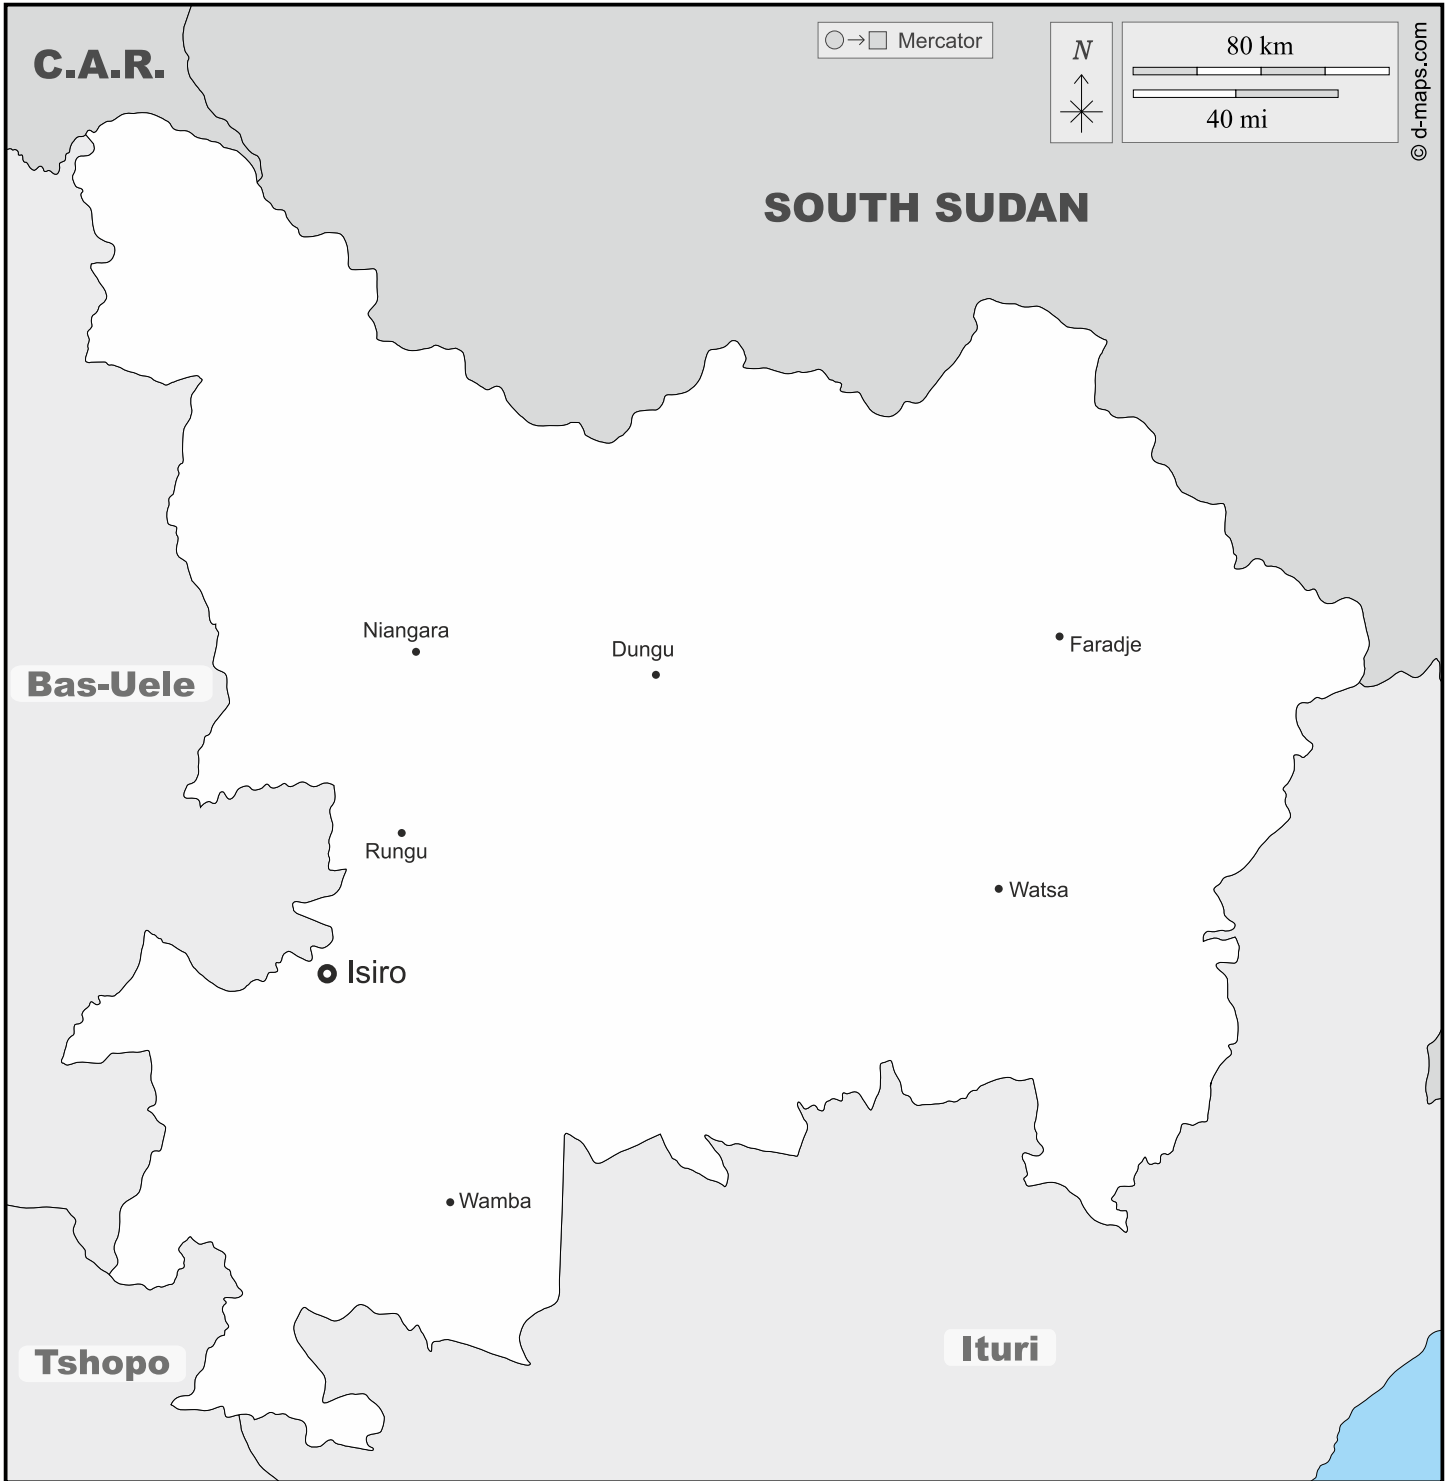 C.A.R.
Mercator
N
80 km
40 mi
© d-maps.com
SOUTH SUDAN
Niangara
Dungu
Faradje
Bas-Uele
Rungu
Watsa
Isiro
Wamba
Ituri
Tshopo